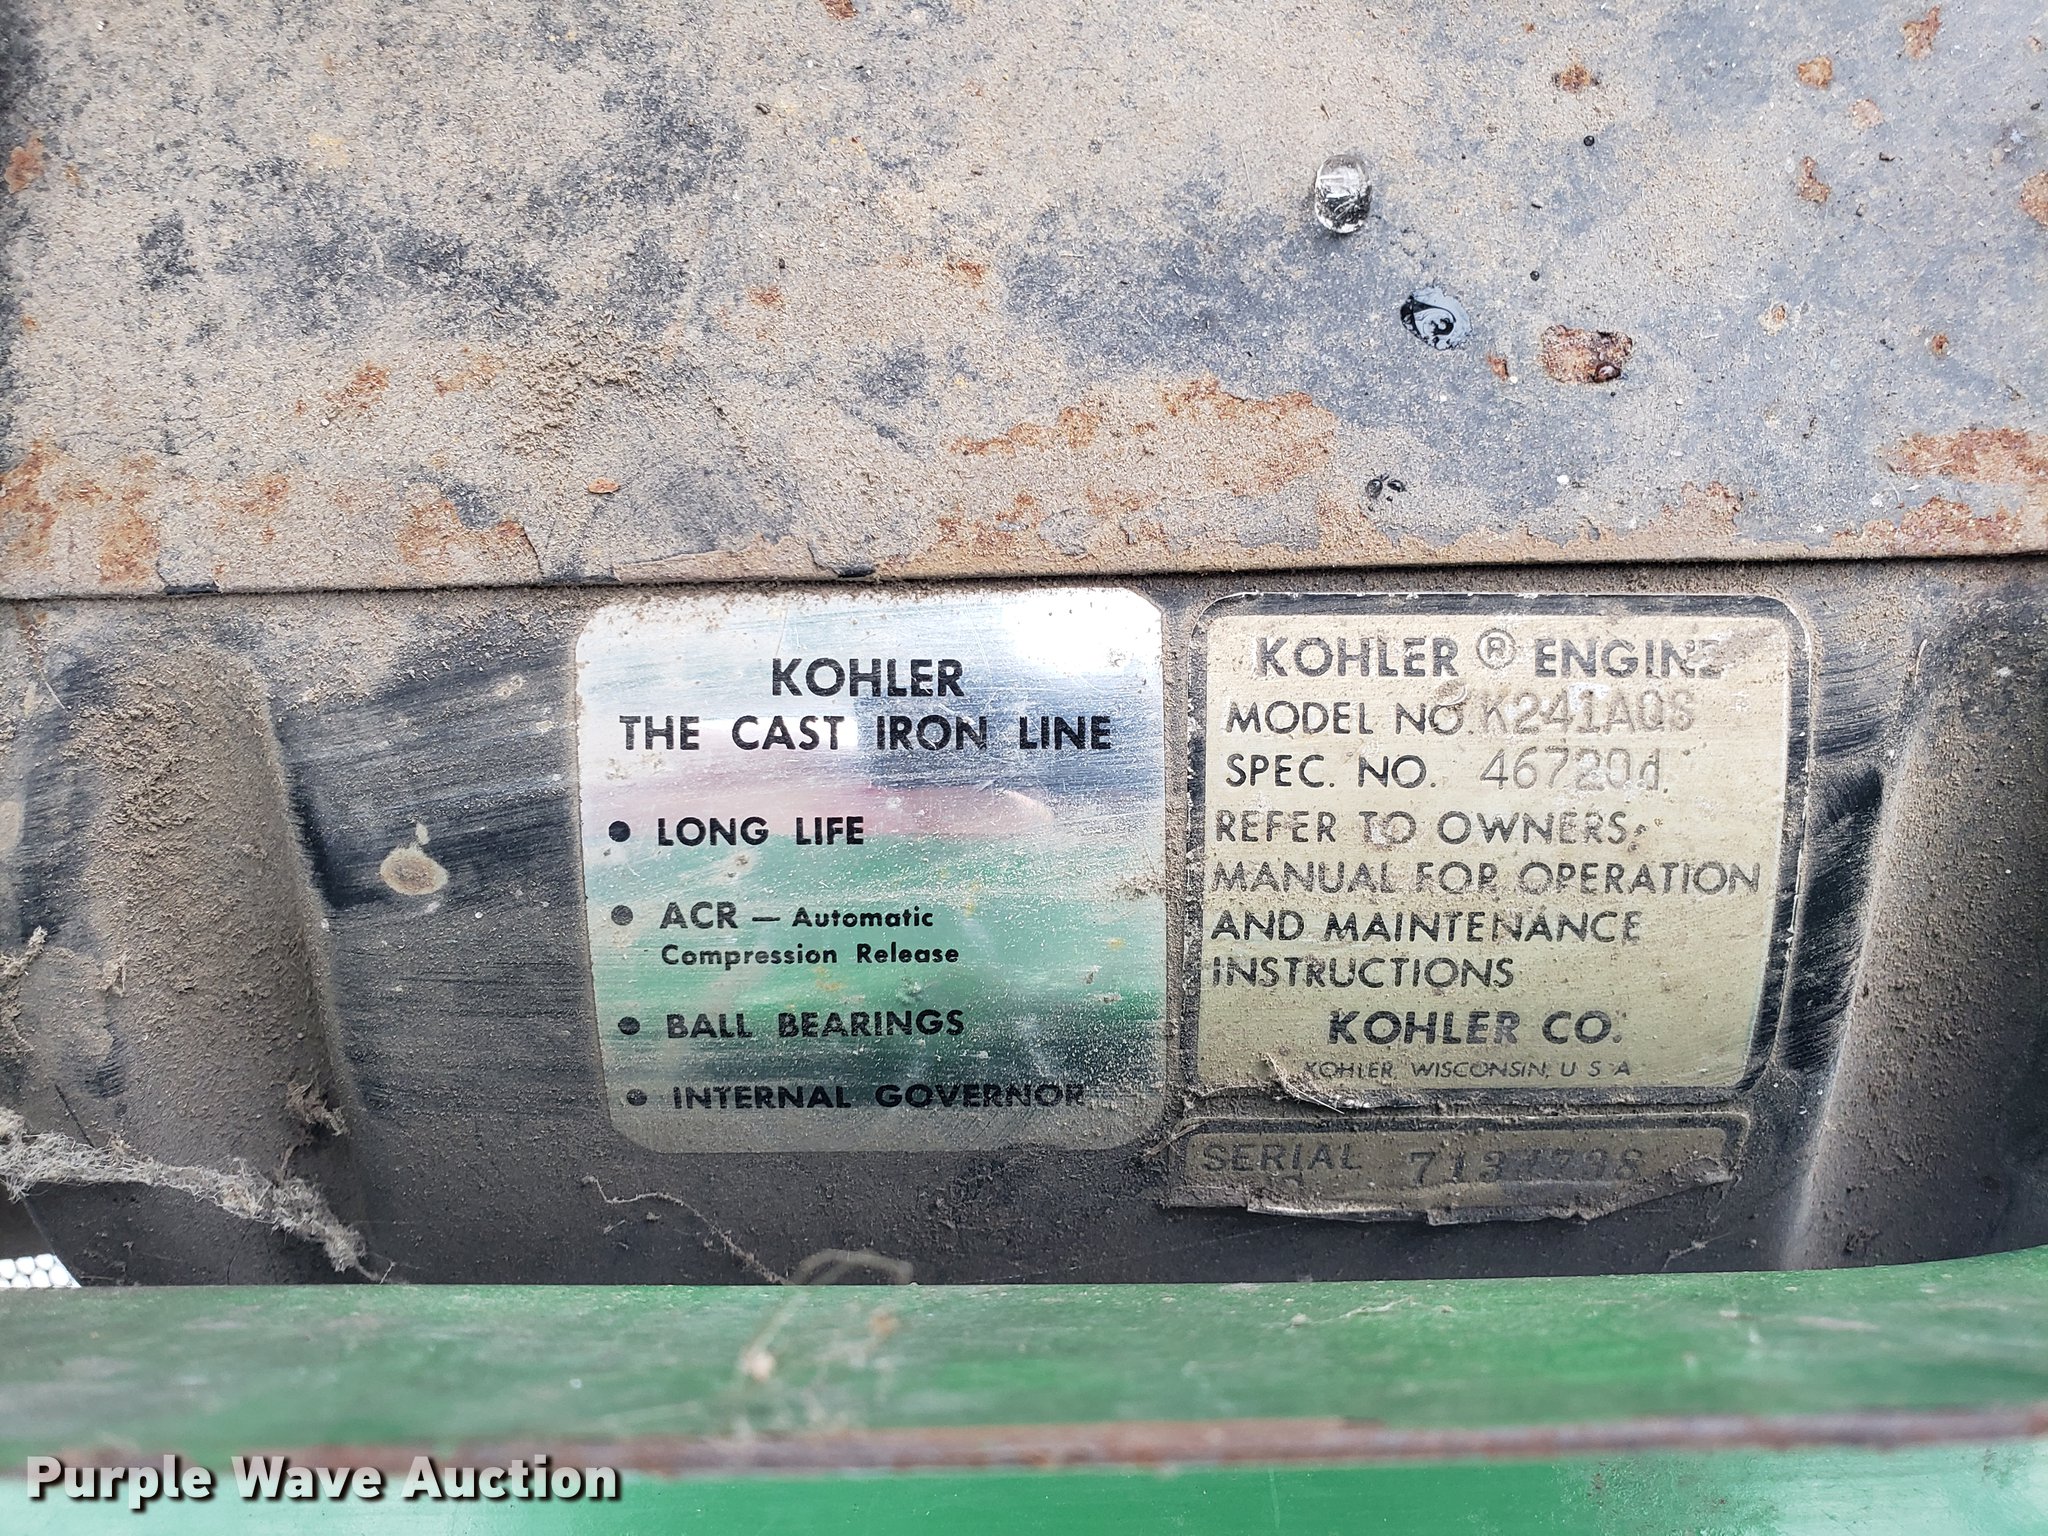 KOHLER
THE CAST IRON LINE
• LONG LIFE
• ACR — Automatic
Compression Release
• BALL BEARINGS
• INTERNAL GOVERNOR
KOHLER ® ENGINE
MODEL NO. K241AQS
SPEC. NO. 46720d
REFER TO OWNERS
MANUAL FOR OPERATION
AND MAINTENANCE
INSTRUCTIONS
KOHLER CO.
KOHLER, WISCONSIN, U S A
SERIAL
Purple Wave Auction